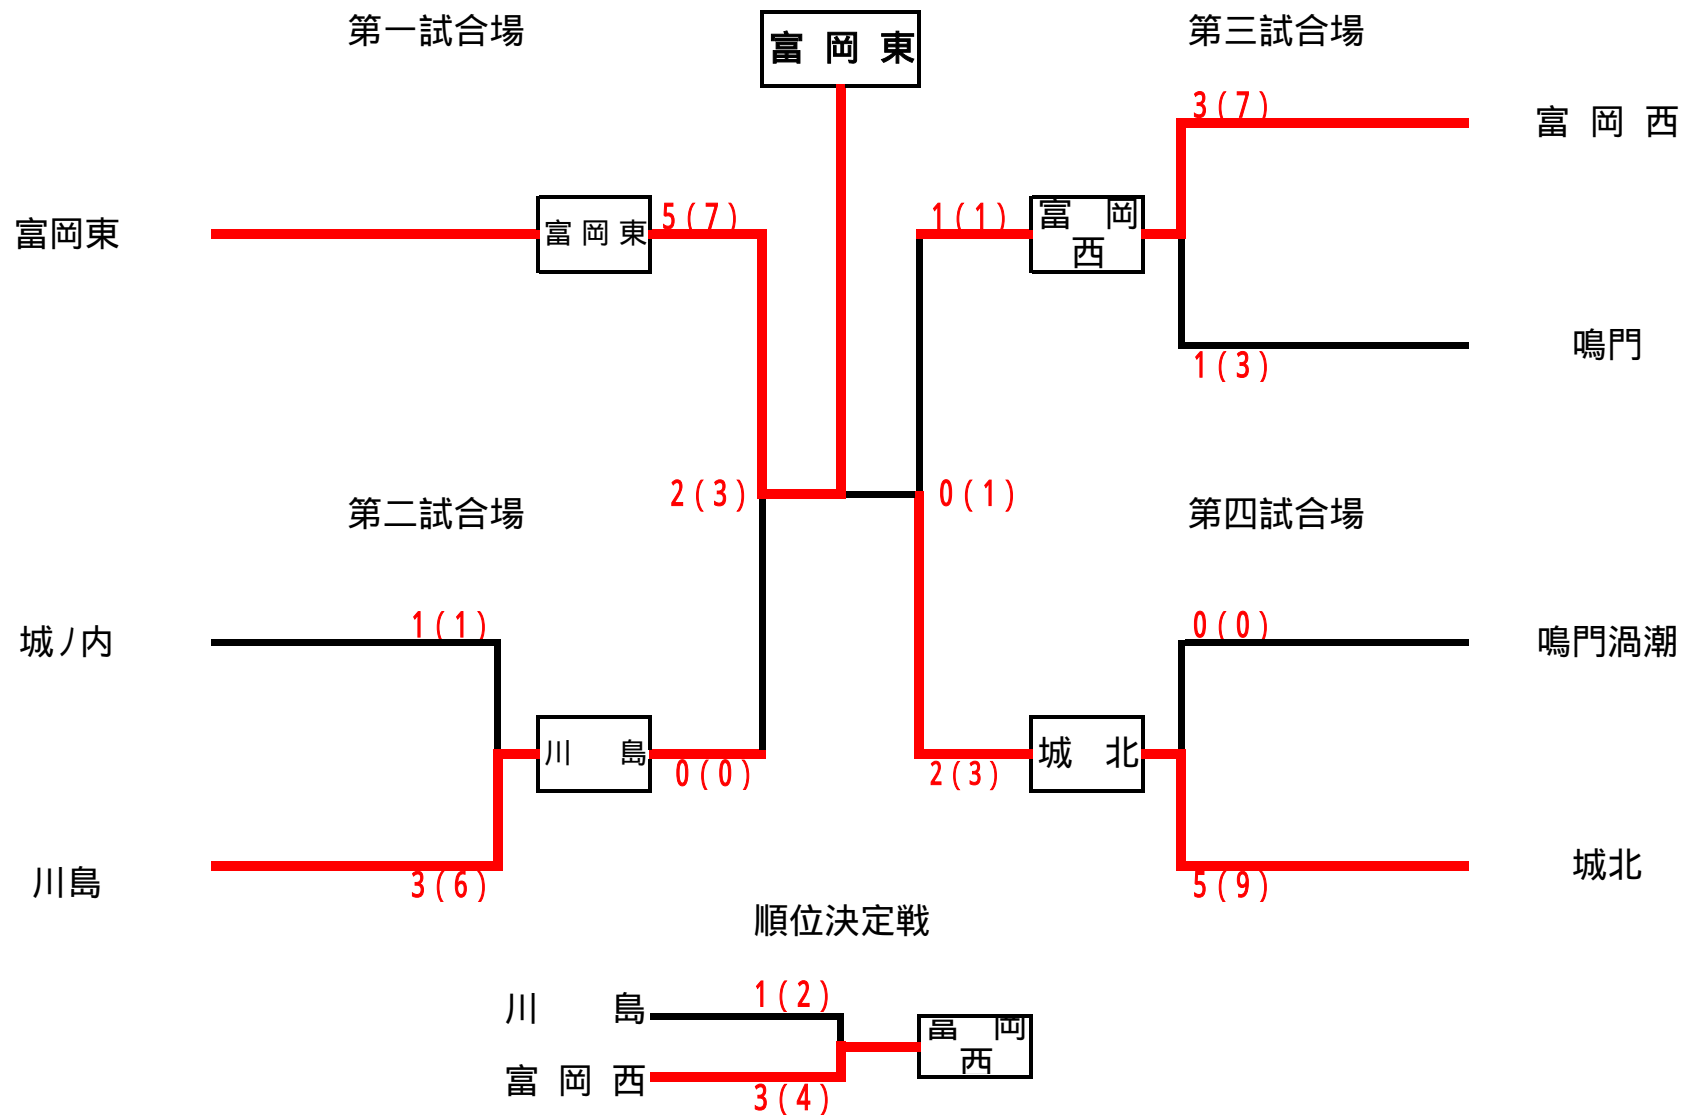 第一試合場
富岡東
第三試合場
3(7)
富岡西
富岡東
富岡東
5(7)
1(1)
富岡
西
鳴門
1(3)
2(3)
0(1)
第二試合場
第四試合場
1(1)
0(0)
城ノ内
鳴門渦潮
川島
0(0)
2(3)
城北
川島
3(6)
5(9)
城北
順位決定戦
1(2)
川島
富岡
西
富岡西
3(4)